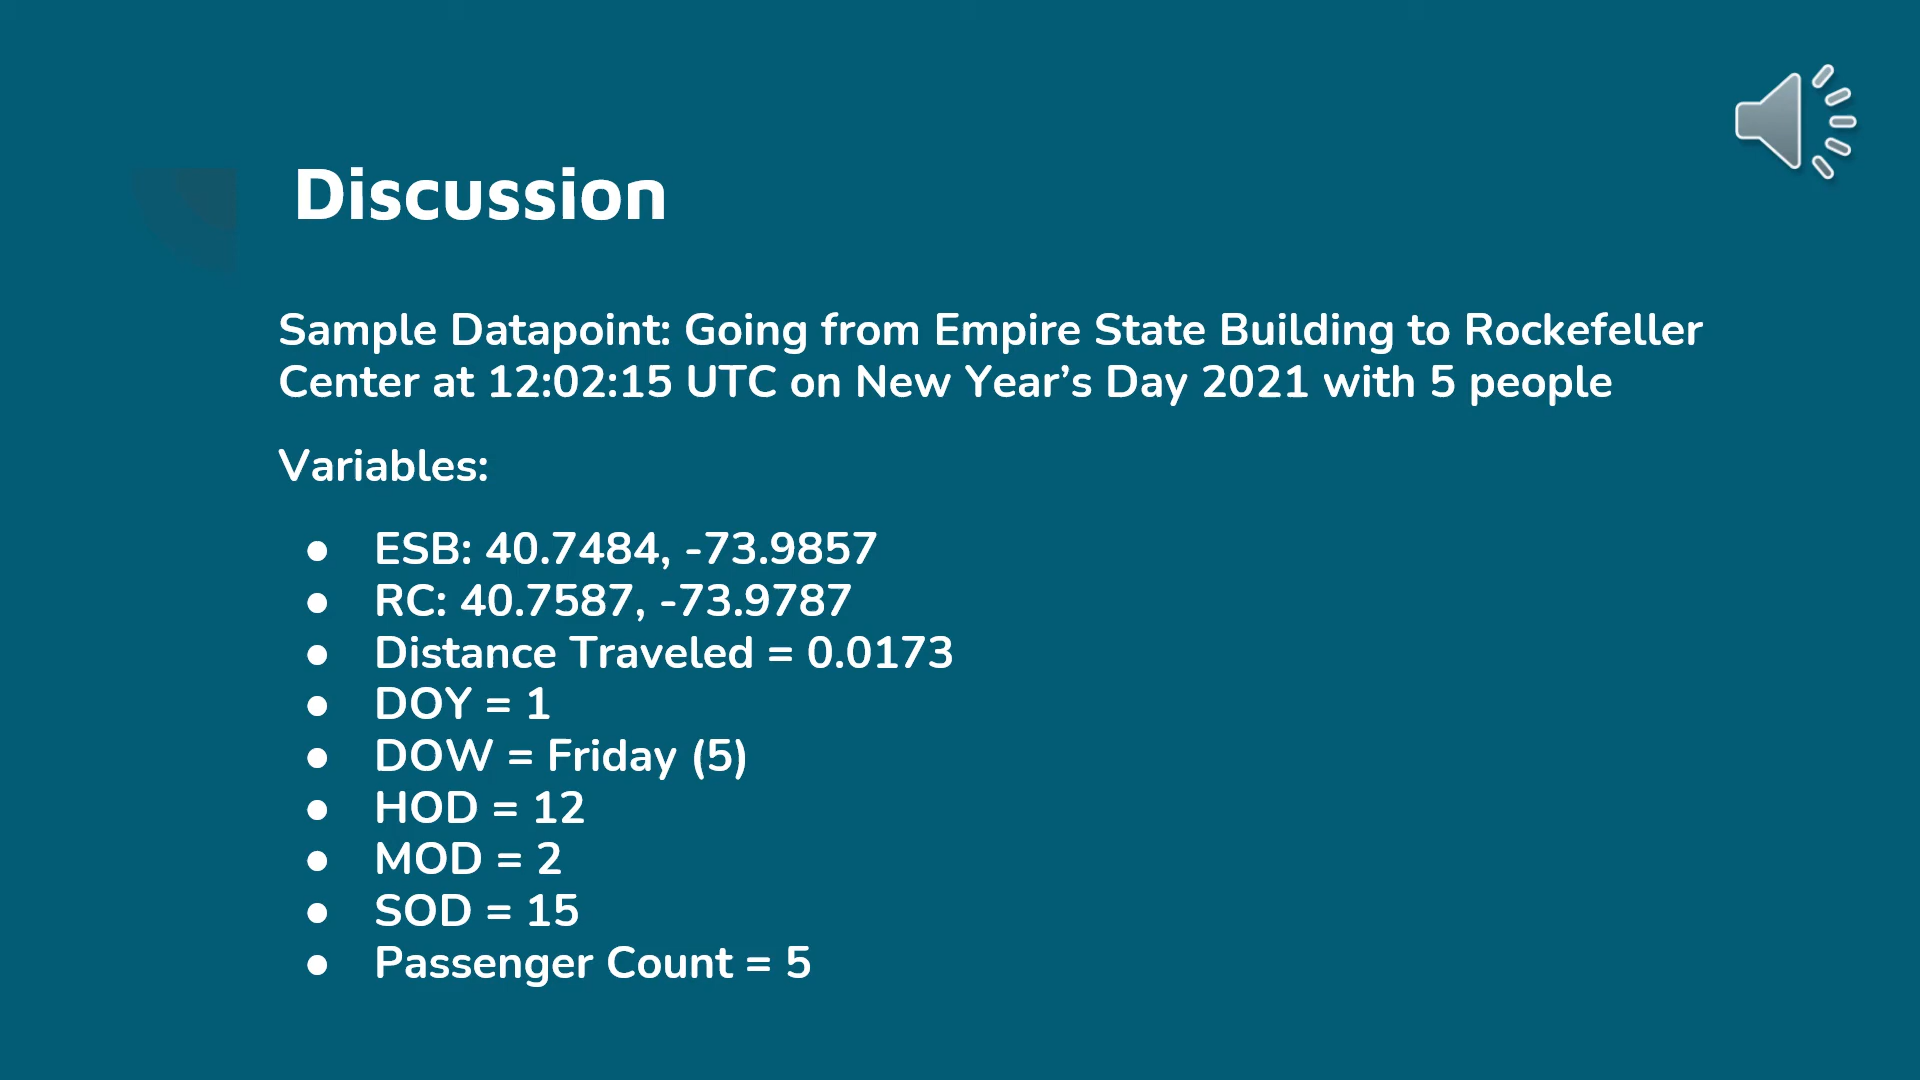 Discussion
Sample Datapoint: Going from Empire State Building to Rockefeller
Center at 12:02:15 UTC on New Year’s Day 2021 with 5 people
Variables:
● ESB: 40.7484, -73.9857
● RC: 40.7587, -73.9787
● Distance Traveled = 0.0173
● DOY = 1
● DOW = Friday (5)
● HOD = 12
● MOD = 2
● SOD = 15
● Passenger Count = 5